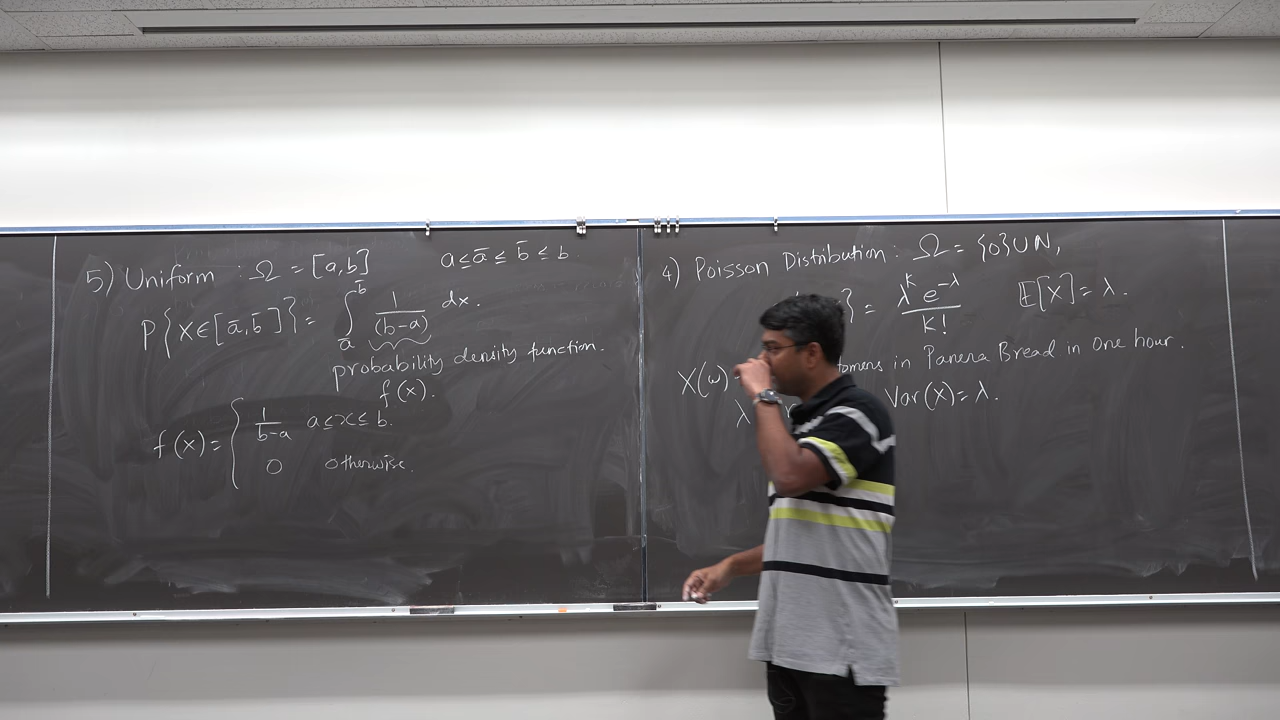 5) Uniform : Ω = [a,b] a ≤ ā ≤ b̄ ≤ b
P{X∈[ā,b̄]} = ∫_ā^b̄ 1/(b-a) dx.
probability density function.
f(x).
f(x) = { 1/(b-a) a≤x≤b.
0 otherwise.
4) Poisson Distribution : Ω = {0}∪N,
} = λ^k e^-λ / k! E[X] = λ.
X(ω) tomers in Panera Bread in One hour.
λ Var(X) = λ.